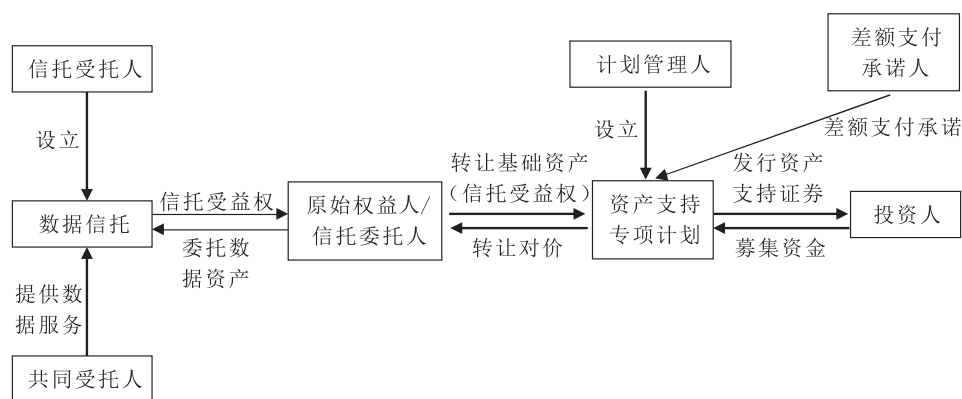 差额支付
承诺人
信托受托人
计划管理人
设立
设立
差额支付承诺
转让基础资产
（信托受益权）
发行资产
支持证券
信托受益权
数据信托
原始权益人/
信托委托人
资产支持
专项计划
投资人
委托数
据资产
转让对价
募集资金
提供数
据服务
共同受托人